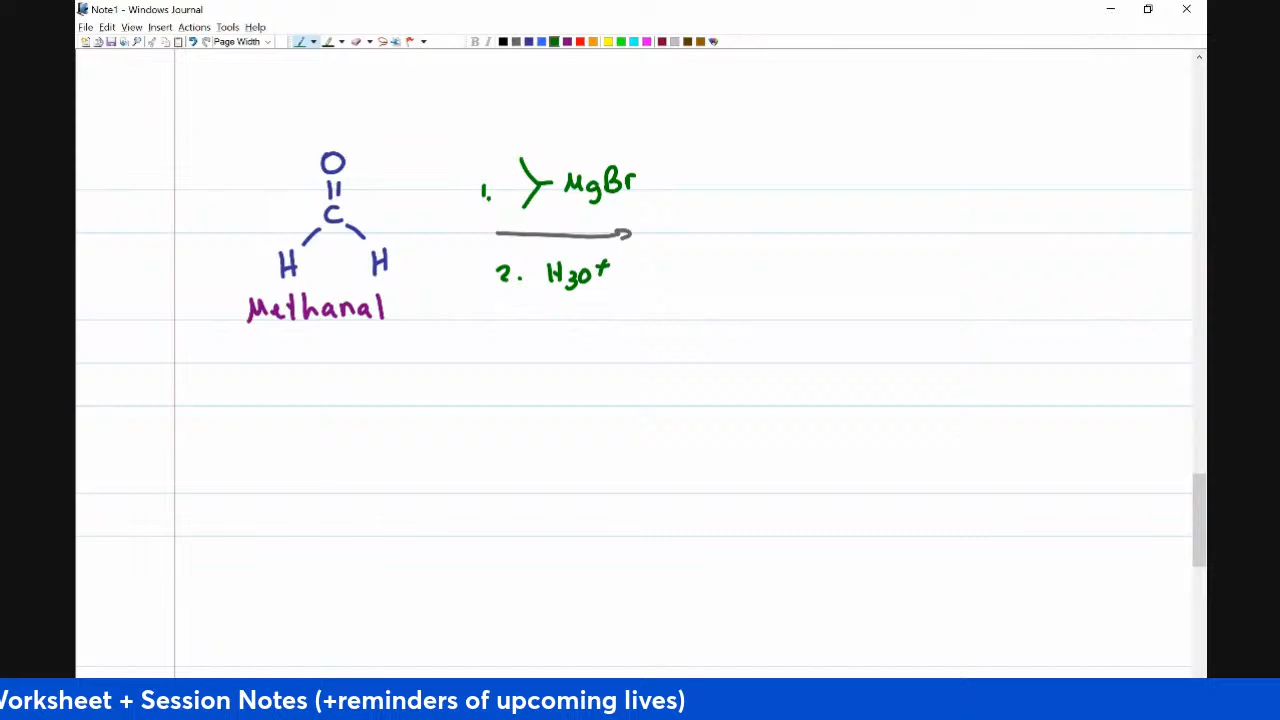 Note1 - Windows Journal
File Edit View Insert Actions Tools Help
Page Width
B I
O
C
H H
Methanal
1. MgBr
2. H3O+
Worksheet + Session Notes (+reminders of upcoming lives)